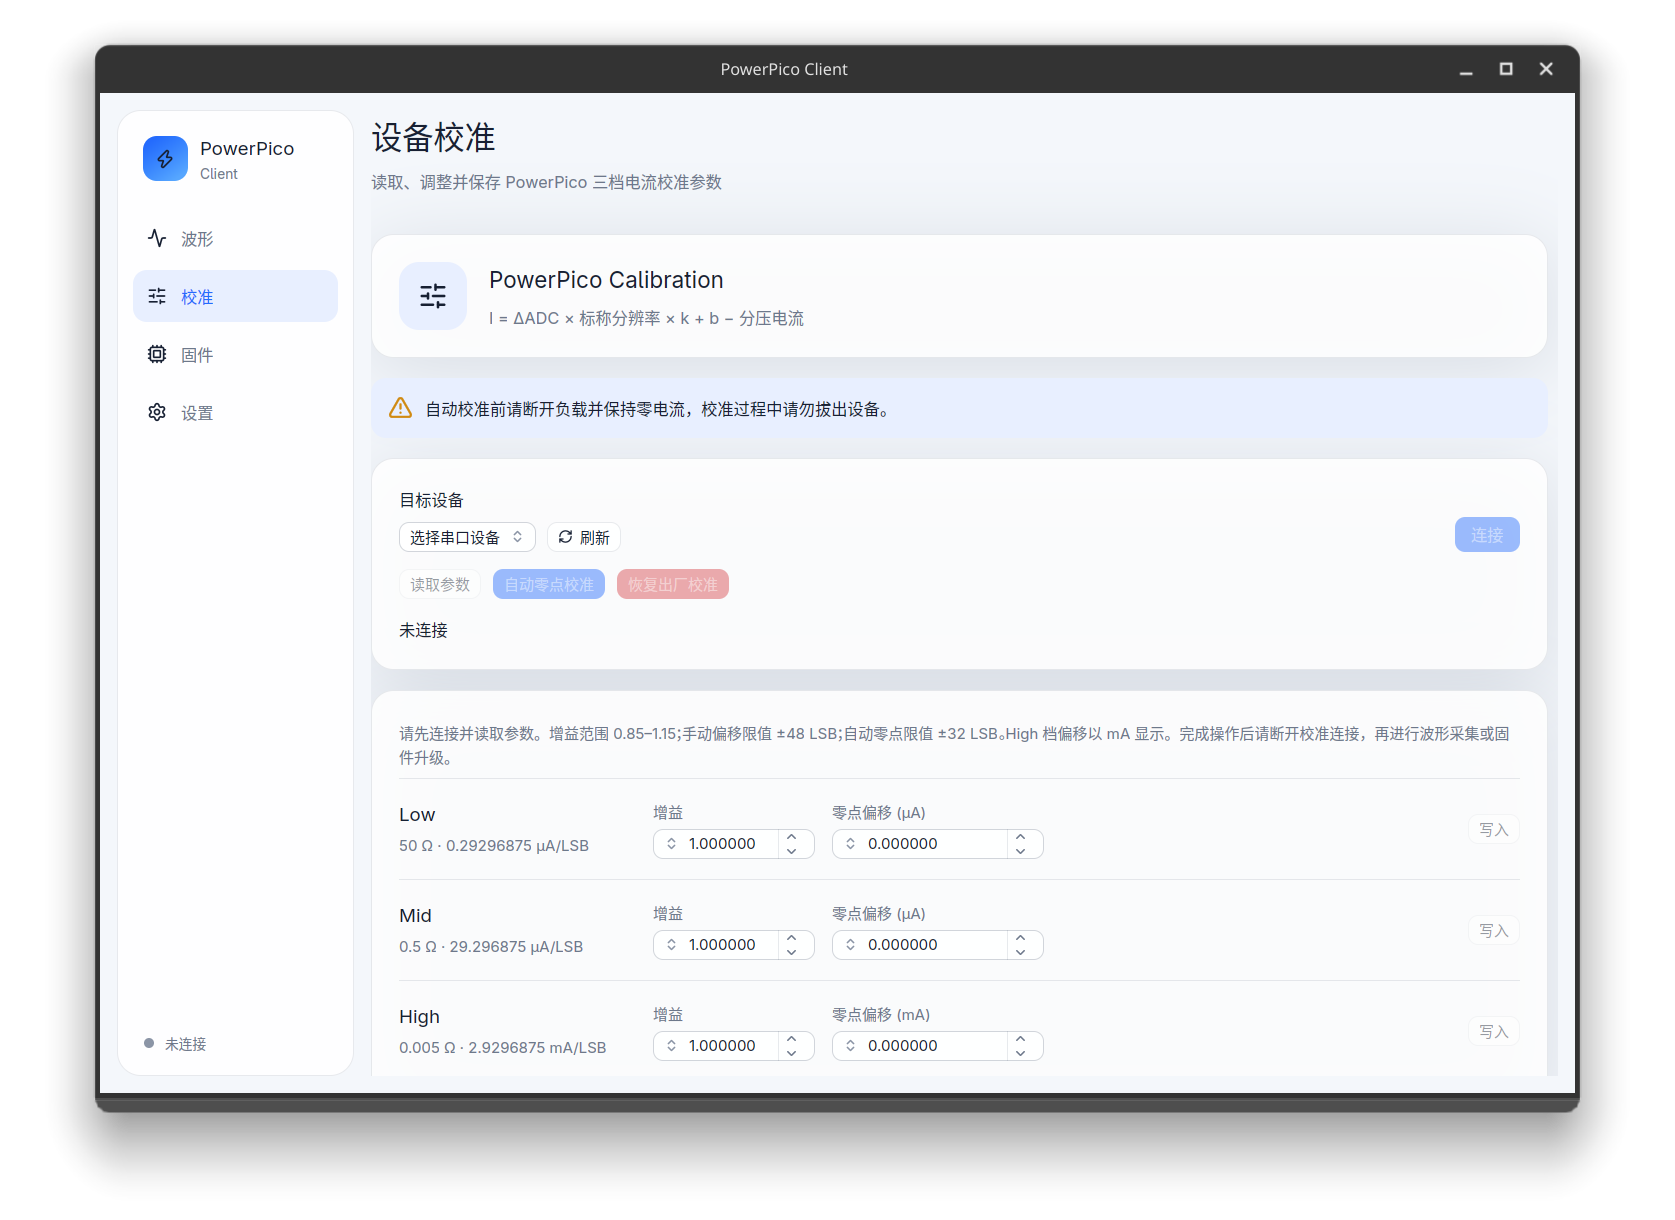 PowerPico Client
PowerPico
Client
波形
校准
固件
设置
未连接
设备校准
读取、调整并保存 PowerPico 三档电流校准参数
PowerPico Calibration
I = ΔADC × 标称分辨率 × k + b − 分压电流
自动校准前请断开负载并保持零电流，校准过程中请勿拔出设备。
目标设备
选择串口设备 刷新 连接
读取参数 自动零点校准 恢复出厂校准
未连接
请先连接并读取参数。增益范围 0.85–1.15;手动偏移限值 ±48 LSB;自动零点限值 ±32 LSB。High 档偏移以 mA 显示。完成操作后请断开校准连接，再进行波形采集或固
件升级。
Low 增益 零点偏移 (µA)
50 Ω · 0.29296875 µA/LSB 1.000000 0.000000 写入
Mid 增益 零点偏移 (µA)
0.5 Ω · 29.296875 µA/LSB 1.000000 0.000000 写入
High 增益 零点偏移 (mA)
0.005 Ω · 2.9296875 mA/LSB 1.000000 0.000000 写入